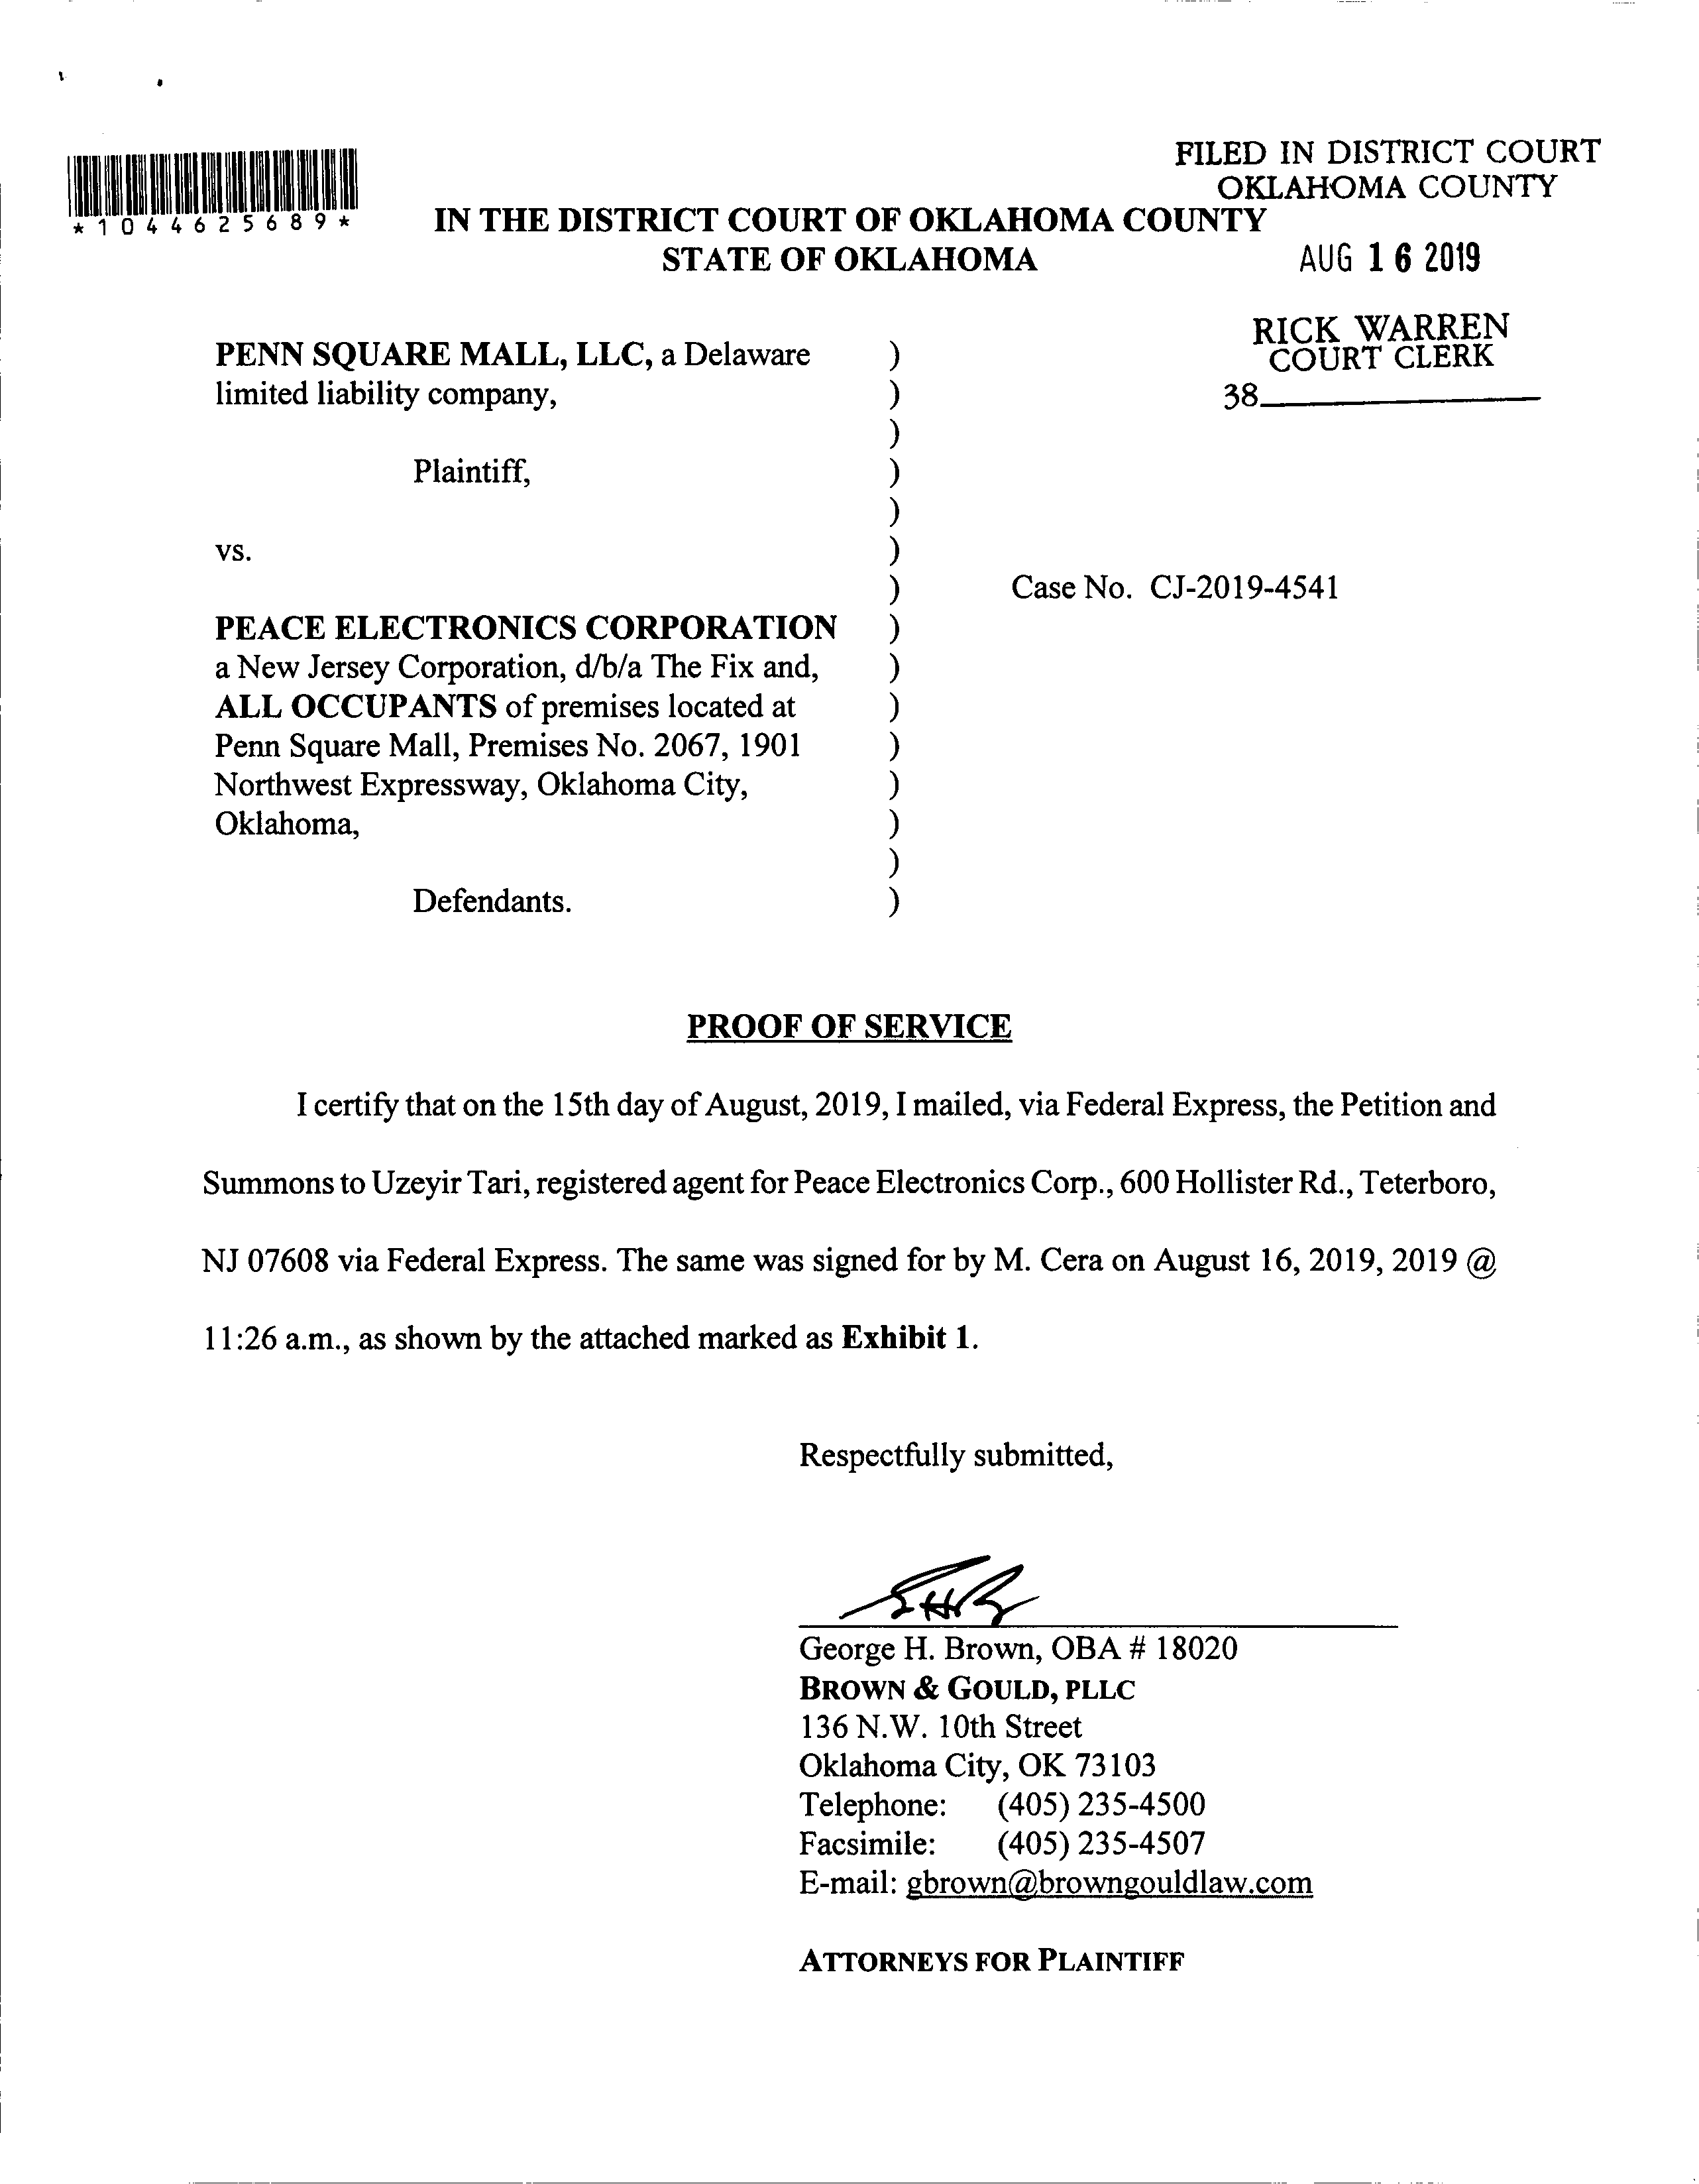 FILED IN DISTRICT COURT
OKLAHOMA COUNTY
*1044625689*
IN THE DISTRICT COURT OF OKLAHOMA COUNTY
STATE OF OKLAHOMA
AUG 16 2019
RICK WARREN
COURT CLERK
38
PENN SQUARE MALL, LLC, a Delaware )
limited liability company, )
)
Plaintiff, )
)
vs. )
) Case No. CJ-2019-4541
PEACE ELECTRONICS CORPORATION )
a New Jersey Corporation, d/b/a The Fix and, )
ALL OCCUPANTS of premises located at )
Penn Square Mall, Premises No. 2067, 1901 )
Northwest Expressway, Oklahoma City, )
Oklahoma, )
)
Defendants. )
PROOF OF SERVICE
I certify that on the 15th day of August, 2019, I mailed, via Federal Express, the Petition and
Summons to Uzeyir Tari, registered agent for Peace Electronics Corp., 600 Hollister Rd., Teterboro,
NJ 07608 via Federal Express. The same was signed for by M. Cera on August 16, 2019, 2019 @
11:26 a.m., as shown by the attached marked as Exhibit 1.
Respectfully submitted,
George H. Brown, OBA # 18020
BROWN & GOULD, PLLC
136 N.W. 10th Street
Oklahoma City, OK 73103
Telephone: (405) 235-4500
Facsimile: (405) 235-4507
E-mail: gbrown@browngouldlaw.com
ATTORNEYS FOR PLAINTIFF